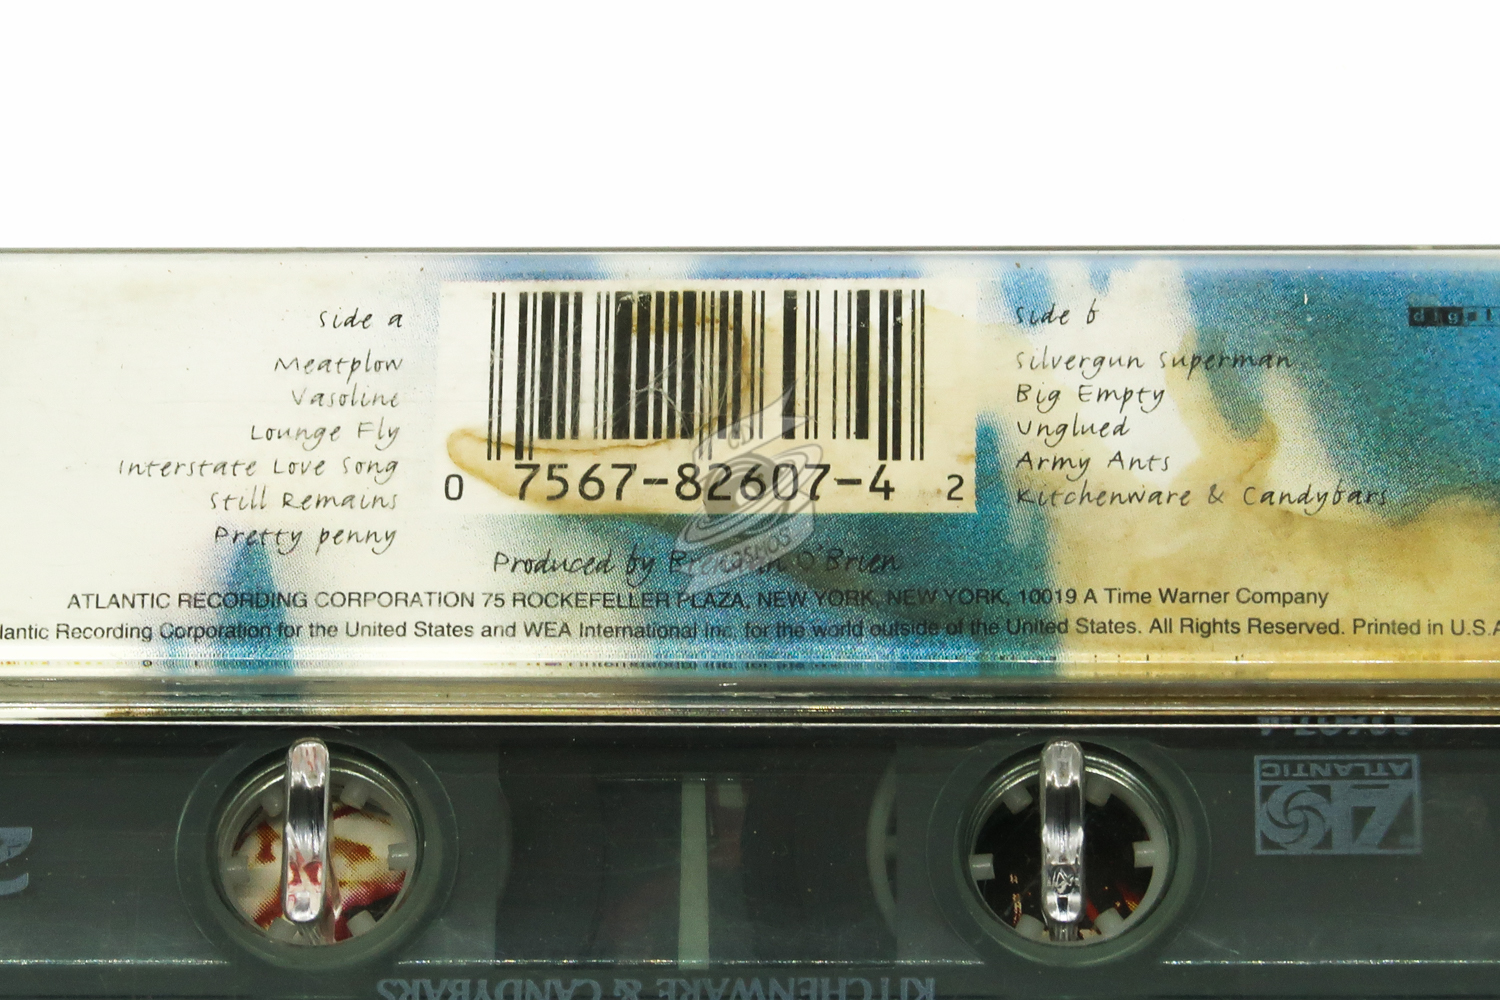 side a
Meatplow
Vasoline
Lounge Fly
Interstate Love Song
Still Remains
Pretty penny
0 7567-82607-4 2
side b
Silvergun Superman
Big Empty
Unglued
Army Ants
Kitchenware & Candybars
Produced by Brendan O'Brien
ATLANTIC RECORDING CORPORATION 75 ROCKEFELLER PLAZA, NEW YORK, NEW YORK, 10019 A Time Warner Company
lantic Recording Corporation for the United States and WEA International Inc. for the world outside of the United States. All Rights Reserved. Printed in U.S.A
ATLANTIC
KITCHENWARE & CANDYBARS